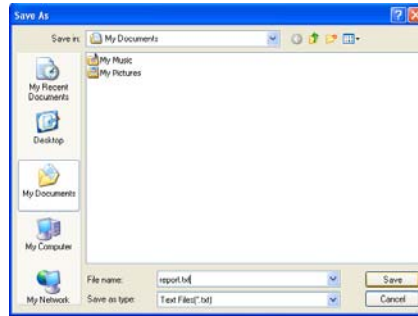 Save As
Save in:
My Documents
My Music
My Pictures
My Recent
Documents
Desktop
My Documents
My Computer
My Network
File name:
report.txt
Save
Save as type:
Text Files(*.txt)
Cancel